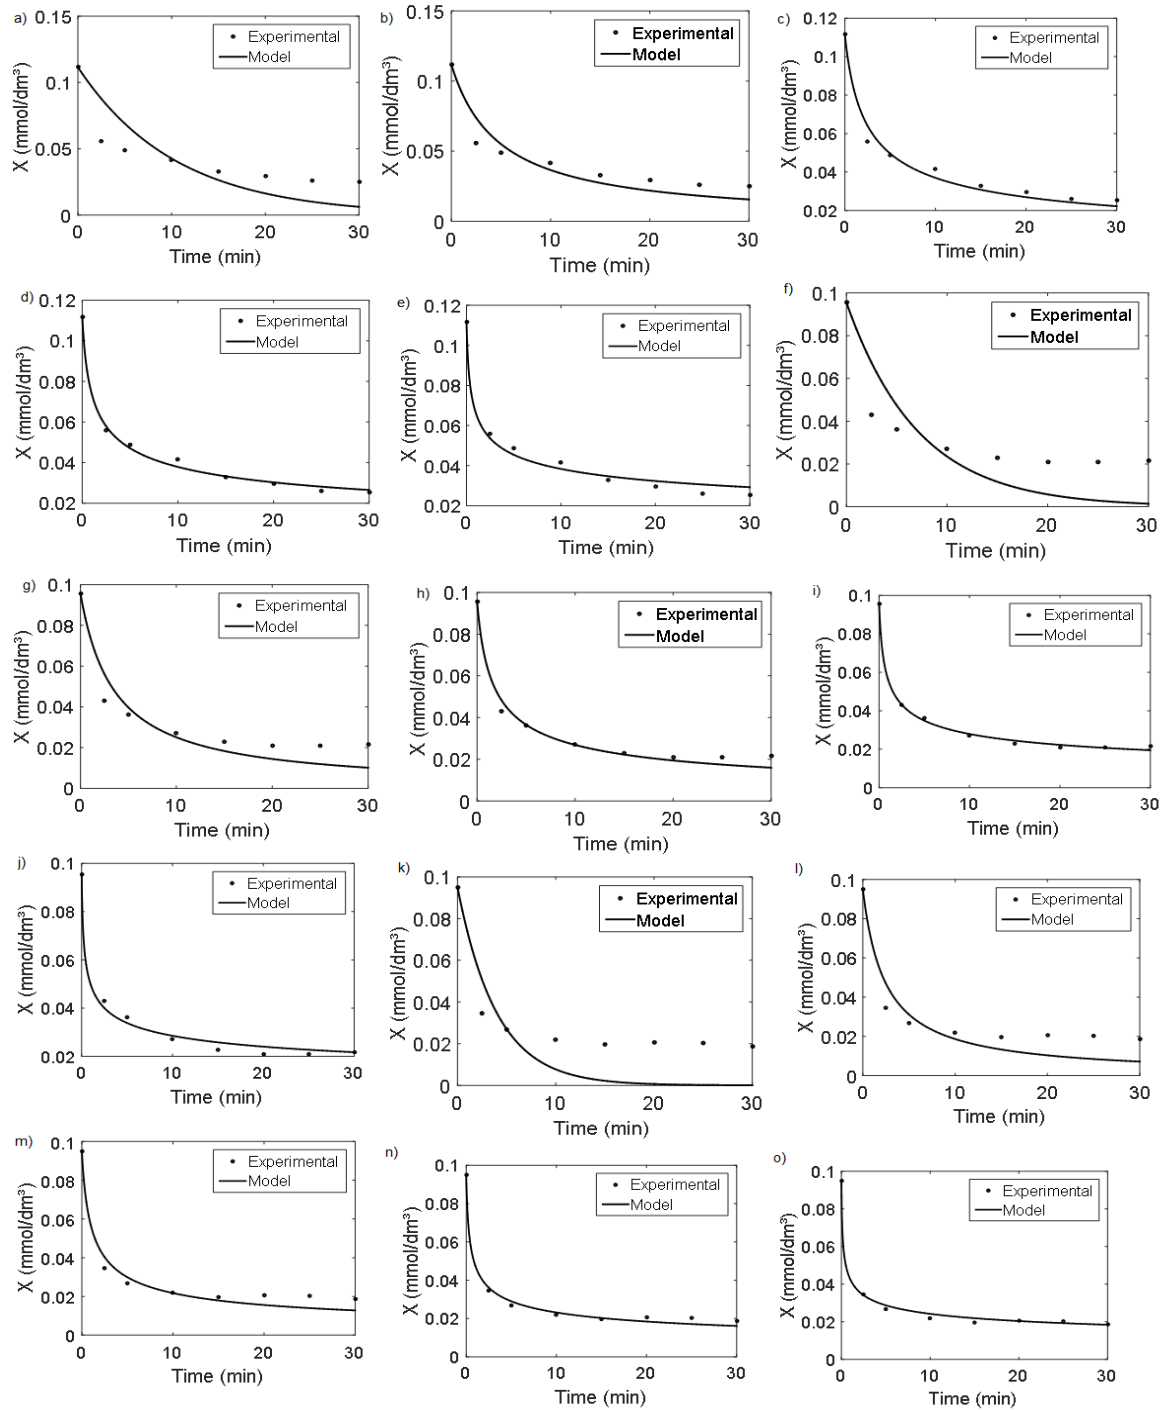 a)
0.15
0.1
0.05
0
X (mmol/dm³)
Experimental
Model
0 10 20 30
Time (min)
b)
0.15
0.1
0.05
0
X (mmol/dm³)
Experimental
Model
0 10 20 30
Time (min)
c)
0.12
0.1
0.08
0.06
0.04
0.02
X (mmol/dm³)
Experimental
Model
0 10 20 30
Time (min)
d)
0.12
0.1
0.08
0.06
0.04
0.02
X (mmol/dm³)
Experimental
Model
0 10 20 30
Time (min)
e)
0.12
0.1
0.08
0.06
0.04
0.02
X (mmol/dm³)
Experimental
Model
0 10 20 30
Time (min)
f)
0.1
0.08
0.06
0.04
0.02
0
X (mmol/dm³)
Experimental
Model
0 10 20 30
Time (min)
g)
0.1
0.08
0.06
0.04
0.02
0
X (mmol/dm³)
Experimental
Model
0 10 20 30
Time (min)
h)
0.1
0.08
0.06
0.04
0.02
0
X (mmol/dm³)
Experimental
Model
0 10 20 30
Time (min)
i)
0.1
0.08
0.06
0.04
0.02
0
X (mmol/dm³)
Experimental
Model
0 10 20 30
Time (min)
j)
0.1
0.08
0.06
0.04
0.02
X (mmol/dm³)
Experimental
Model
0 10 20 30
Time (min)
k)
0.1
0.08
0.06
0.04
0.02
0
X (mmol/dm³)
Experimental
Model
0 10 20 30
Time (min)
l)
0.1
0.08
0.06
0.04
0.02
0
X (mmol/dm³)
Experimental
Model
0 10 20 30
Time (min)
m)
0.1
0.08
0.06
0.04
0.02
0
X (mmol/dm³)
Experimental
Model
0 10 20 30
Time (min)
n)
0.1
0.08
0.06
0.04
0.02
0
X (mmol/dm³)
Experimental
Model
0 10 20 30
Time (min)
o)
0.1
0.08
0.06
0.04
0.02
0
X (mmol/dm³)
Experimental
Model
0 10 20 30
Time (min)